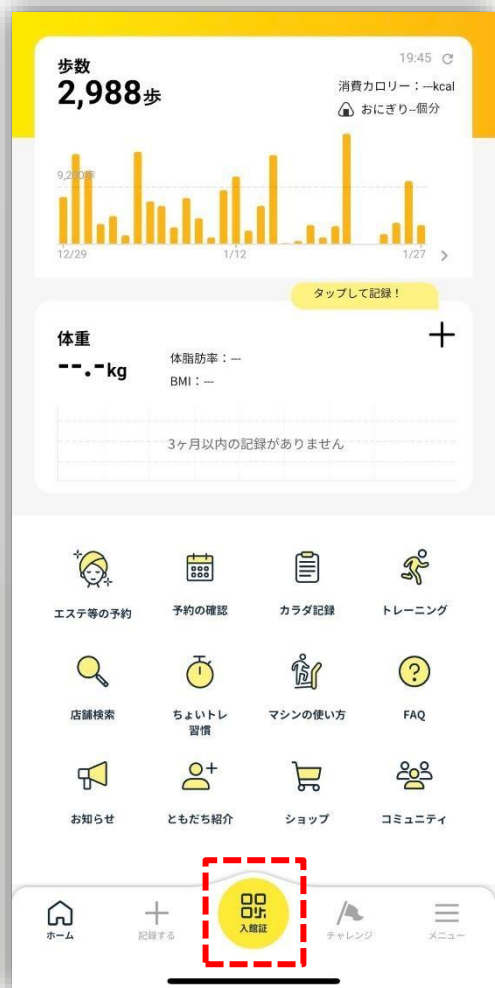 19:45
歩数
2,988歩
消費カロリー：---kcal
おにぎり--個分
9,200歩
12/29
1/12
1/27
タップして記録！
体重
--.-kg
体脂肪率：---
BMI：---
3ヶ月以内の記録がありません
エステ等の予約
予約の確認
カラダ記録
トレーニング
店舗検索
ちょいトレ
習慣
マシンの使い方
FAQ
お知らせ
ともだち紹介
ショップ
コミュニティ
ホーム
記録する
入館証
チャレンジ
メニュー